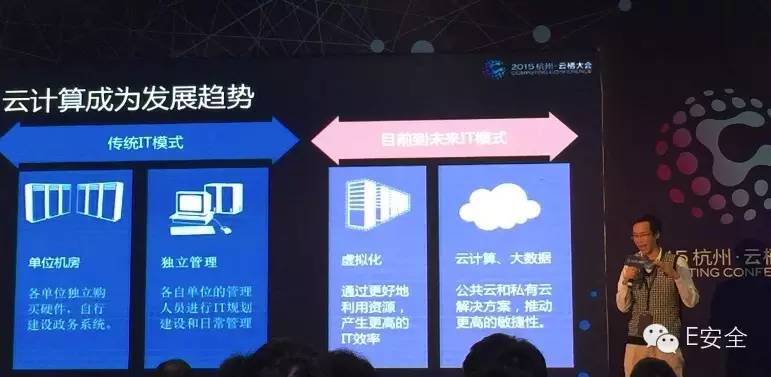 2015杭州·云栖大会
COMPUTING CONFERENCE
云计算成为发展趋势
传统IT模式
目前到未来IT模式
单位机房
各单位独立购
买硬件，自行
建设政务系统。
独立管理
各自单位的管理
人员进行IT规划
建设和日常管理
虚拟化
通过更好地
利用资源，
产生更高的
IT效率
云计算、大数据
公共云和私有云
解决方案，推动
更高的敏捷性。
015杭州·云栖
TING CONFE
E安全